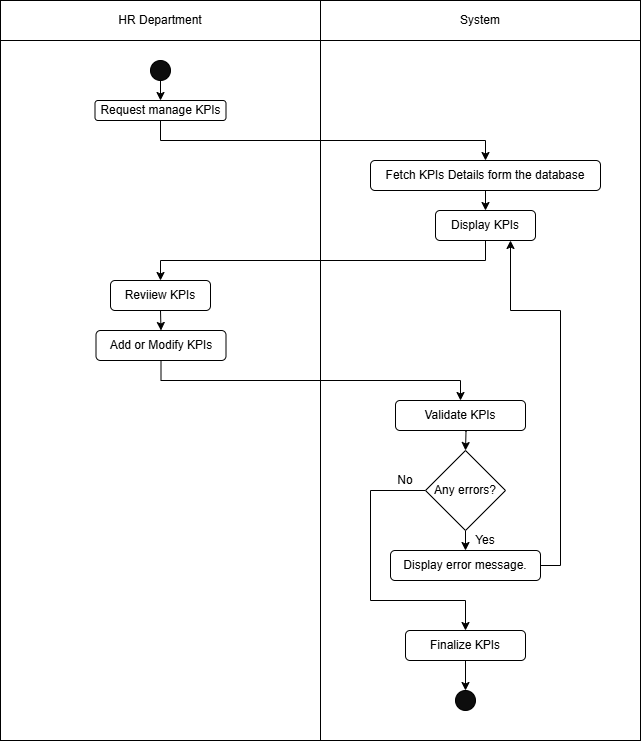 HR Department
System
Request manage KPIs
Fetch KPIs Details form the database
Display KPIs
Reviiew KPIs
Add or Modify KPIs
Validate KPIs
No
Any errors?
Yes
Display error message.
Finalize KPIs